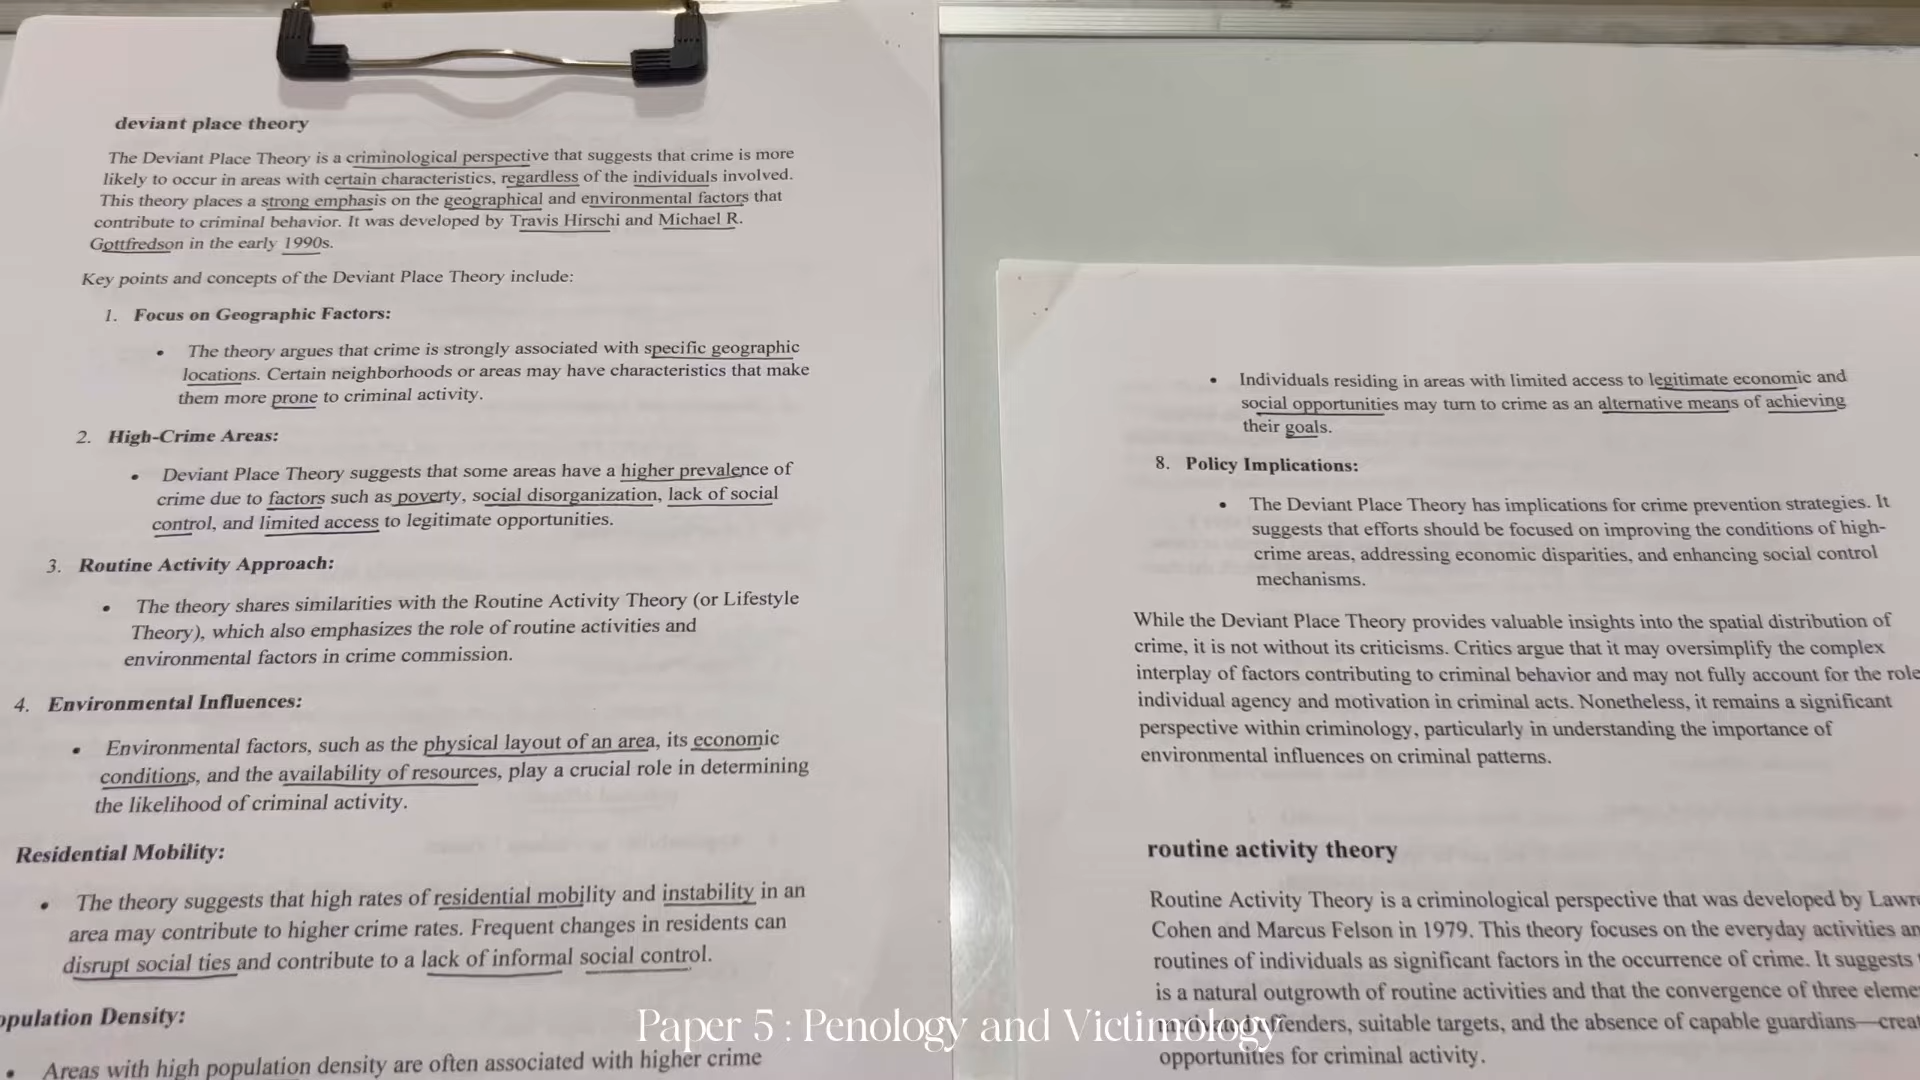 deviant place theory
The Deviant Place Theory is a criminological perspective that suggests that crime is more
likely to occur in areas with certain characteristics, regardless of the individuals involved.
This theory places a strong emphasis on the geographical and environmental factors that
contribute to criminal behavior. It was developed by Travis Hirschi and Michael R.
Gottfredson in the early 1990s.
Key points and concepts of the Deviant Place Theory include:
1. Focus on Geographic Factors:
• The theory argues that crime is strongly associated with specific geographic
locations. Certain neighborhoods or areas may have characteristics that make
them more prone to criminal activity.
2. High-Crime Areas:
• Deviant Place Theory suggests that some areas have a higher prevalence of
crime due to factors such as poverty, social disorganization, lack of social
control, and limited access to legitimate opportunities.
3. Routine Activity Approach:
• The theory shares similarities with the Routine Activity Theory (or Lifestyle
Theory), which also emphasizes the role of routine activities and
environmental factors in crime commission.
4. Environmental Influences:
• Environmental factors, such as the physical layout of an area, its economic
conditions, and the availability of resources, play a crucial role in determining
the likelihood of criminal activity.
Residential Mobility:
• The theory suggests that high rates of residential mobility and instability in an
area may contribute to higher crime rates. Frequent changes in residents can
disrupt social ties and contribute to a lack of informal social control.
opulation Density:
• Areas with high population density are often associated with higher crime
• Individuals residing in areas with limited access to legitimate economic and
social opportunities may turn to crime as an alternative means of achieving
their goals.
8. Policy Implications:
• The Deviant Place Theory has implications for crime prevention strategies. It
suggests that efforts should be focused on improving the conditions of high-
crime areas, addressing economic disparities, and enhancing social control
mechanisms.
While the Deviant Place Theory provides valuable insights into the spatial distribution of
crime, it is not without its criticisms. Critics argue that it may oversimplify the complex
interplay of factors contributing to criminal behavior and may not fully account for the role
individual agency and motivation in criminal acts. Nonetheless, it remains a significant
perspective within criminology, particularly in understanding the importance of
environmental influences on criminal patterns.
routine activity theory
Routine Activity Theory is a criminological perspective that was developed by Lawre
Cohen and Marcus Felson in 1979. This theory focuses on the everyday activities an
routines of individuals as significant factors in the occurrence of crime. It suggests
is a natural outgrowth of routine activities and that the convergence of three eleme
motivated offenders, suitable targets, and the absence of capable guardians—creat
opportunities for criminal activity.
Paper 5 : Penology and Victimology